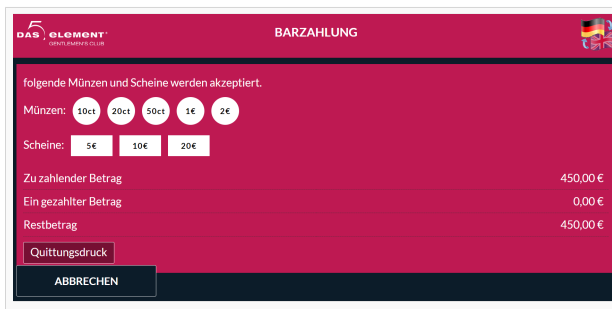 DAS 5. ELEMENT
GENTLEMEN'S CLUB
BARZAHLUNG
folgende Münzen und Scheine werden akzeptiert.
Münzen: 10ct 20ct 50ct 1€ 2€
Scheine: 5€ 10€ 20€
Zu zahlender Betrag 450,00 €
Ein gezahlter Betrag 0,00 €
Restbetrag 450,00 €
Quittungsdruck
ABBRECHEN